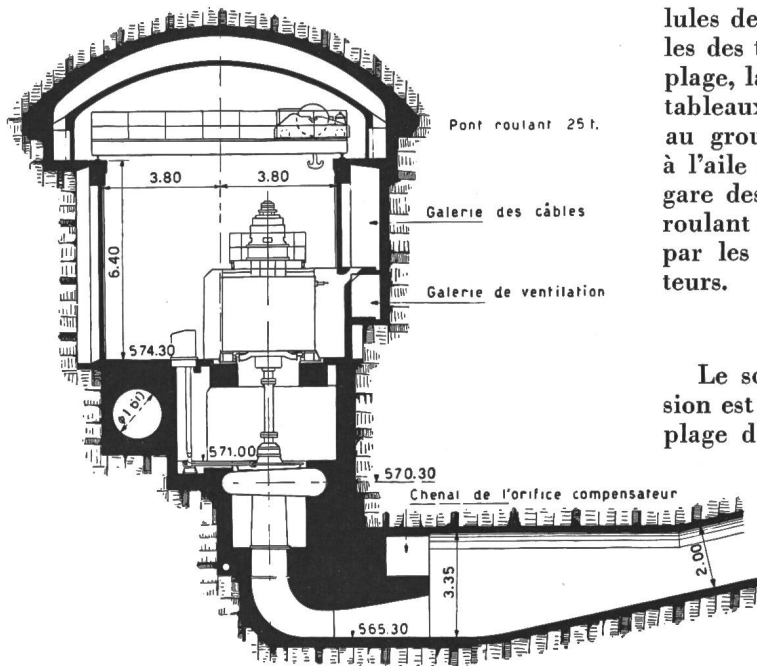 Pont roulant 25 t.
3.80 3.80
6.40
Galerie des câbles
Galerie de ventilation
574.30
ø1.60
571.00
570.30
Chenal de l'orifice compensateur
3.35
2.00
565.30
lules de
les des t
plage, la
tableaux
au grou
à l'aile
gare des
roulant
par les
teurs.
Le so
sion est
plage d